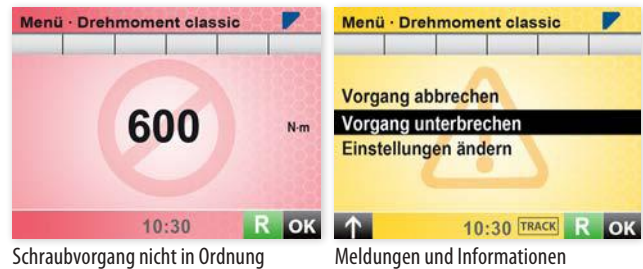 Menü · Drehmoment classic
600 N·m
10:30 R OK
Schraubvorgang nicht in Ordnung
Menü · Drehmoment classic
Vorgang abbrechen
Vorgang unterbrechen
Einstellungen ändern
↑ 10:30 TRACK R OK
Meldungen und Informationen